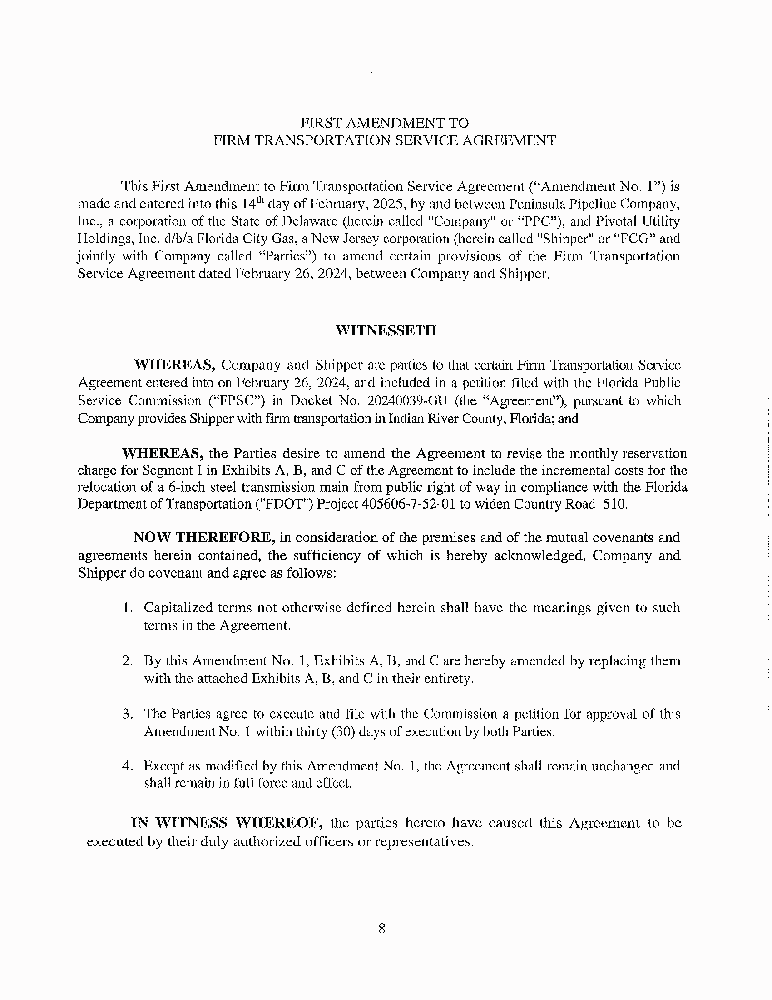 FIRST AMENDMENT TO
FIRM TRANSPORTATION SERVICE AGREEMENT
This First Amendment to Firm Transportation Service Agreement (“Amendment No. 1”) is
made and entered into this 14th day of February, 2025, by and between Peninsula Pipeline Company,
Inc., a corporation of the State of Delaware (herein called "Company" or “PPC”), and Pivotal Utility
Holdings, Inc. d/b/a Florida City Gas, a New Jersey corporation (herein called "Shipper" or “FCG” and
jointly with Company called “Parties”) to amend certain provisions of the Firm Transportation
Service Agreement dated February 26, 2024, between Company and Shipper.
WITNESSETH
WHEREAS, Company and Shipper are parties to that certain Firm Transportation Service
Agreement entered into on February 26, 2024, and included in a petition filed with the Florida Public
Service Commission (“FPSC”) in Docket No. 20240039-GU (the “Agreement”), pursuant to which
Company provides Shipper with firm transportation in Indian River County, Florida; and
WHEREAS, the Parties desire to amend the Agreement to revise the monthly reservation
charge for Segment I in Exhibits A, B, and C of the Agreement to include the incremental costs for the
relocation of a 6-inch steel transmission main from public right of way in compliance with the Florida
Department of Transportation ("FDOT") Project 405606-7-52-01 to widen Country Road 510.
NOW THEREFORE, in consideration of the premises and of the mutual covenants and
agreements herein contained, the sufficiency of which is hereby acknowledged, Company and
Shipper do covenant and agree as follows:
1. Capitalized terms not otherwise defined herein shall have the meanings given to such
terms in the Agreement.
2. By this Amendment No. 1, Exhibits A, B, and C are hereby amended by replacing them
with the attached Exhibits A, B, and C in their entirety.
3. The Parties agree to execute and file with the Commission a petition for approval of this
Amendment No. 1 within thirty (30) days of execution by both Parties.
4. Except as modified by this Amendment No. 1, the Agreement shall remain unchanged and
shall remain in full force and effect.
IN WITNESS WHEREOF, the parties hereto have caused this Agreement to be
executed by their duly authorized officers or representatives.
8